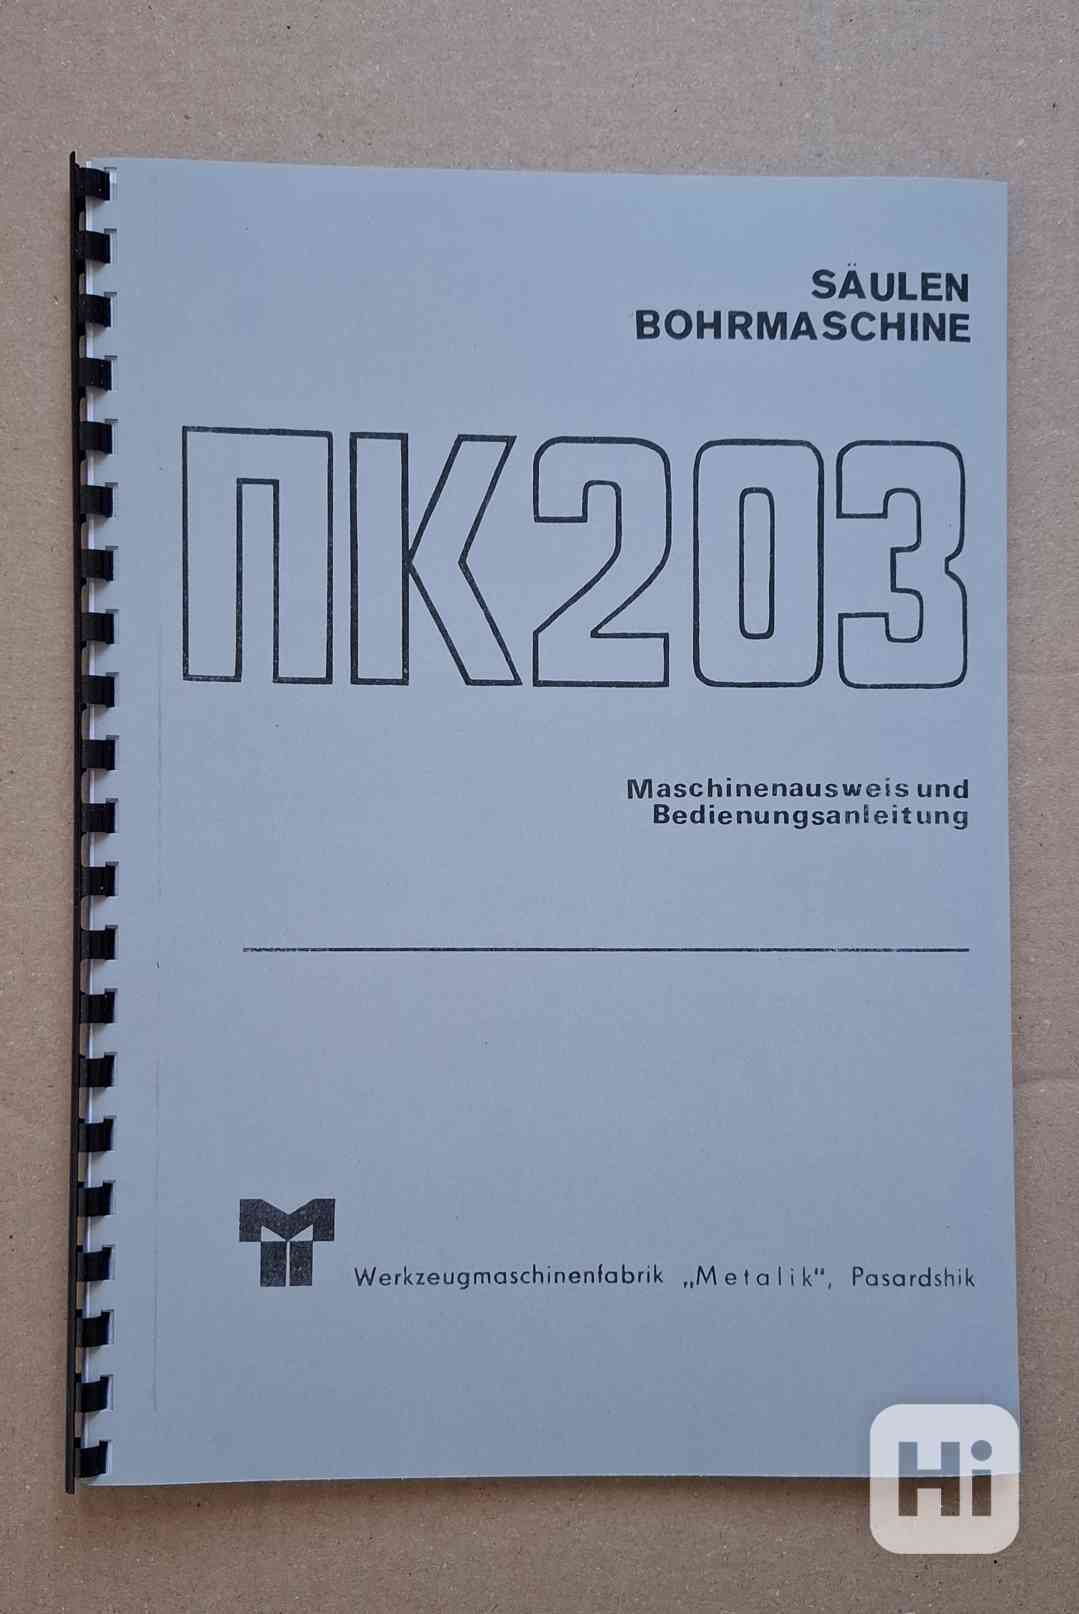 SÄULEN
BOHRMASCHINE
ПК203
Maschinenausweis und
Bedienungsanleitung
Werkzeugmaschinenfabrik „Metalik“, Pasardshik
Hi